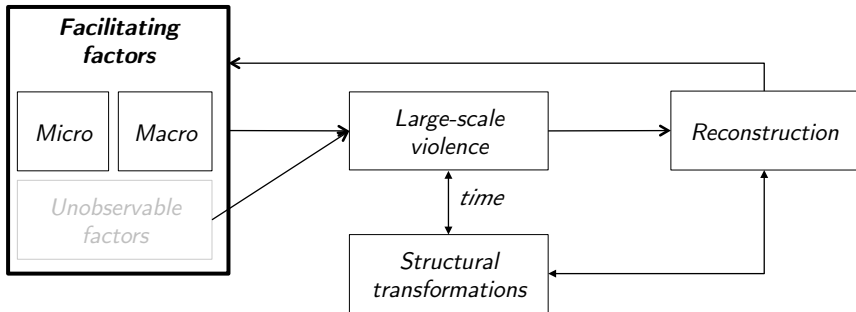 Facilitating
factors
Micro
Macro
Unobservable
factors
Large-scale
violence
time
Structural
transformations
Reconstruction